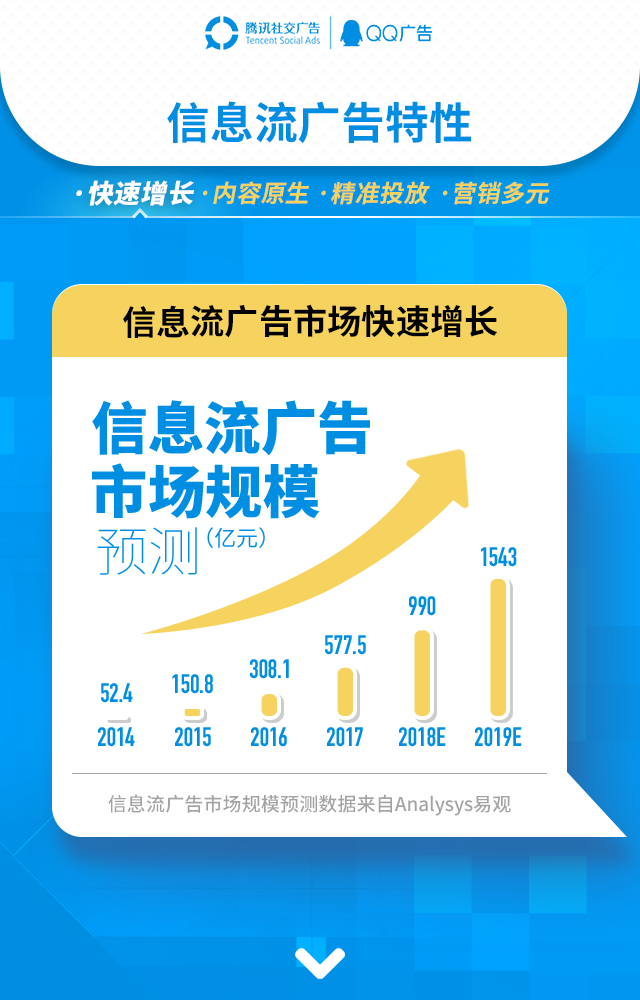 腾讯社交广告
Tencent Social Ads
QQ广告
信息流广告特性
·快速增长 ·内容原生 ·精准投放 ·营销多元
信息流广告市场快速增长
信息流广告
市场规模
预测(亿元)
52.4 150.8 308.1 577.5 990 1543
2014 2015 2016 2017 2018E 2019E
信息流广告市场规模预测数据来自Analysys易观